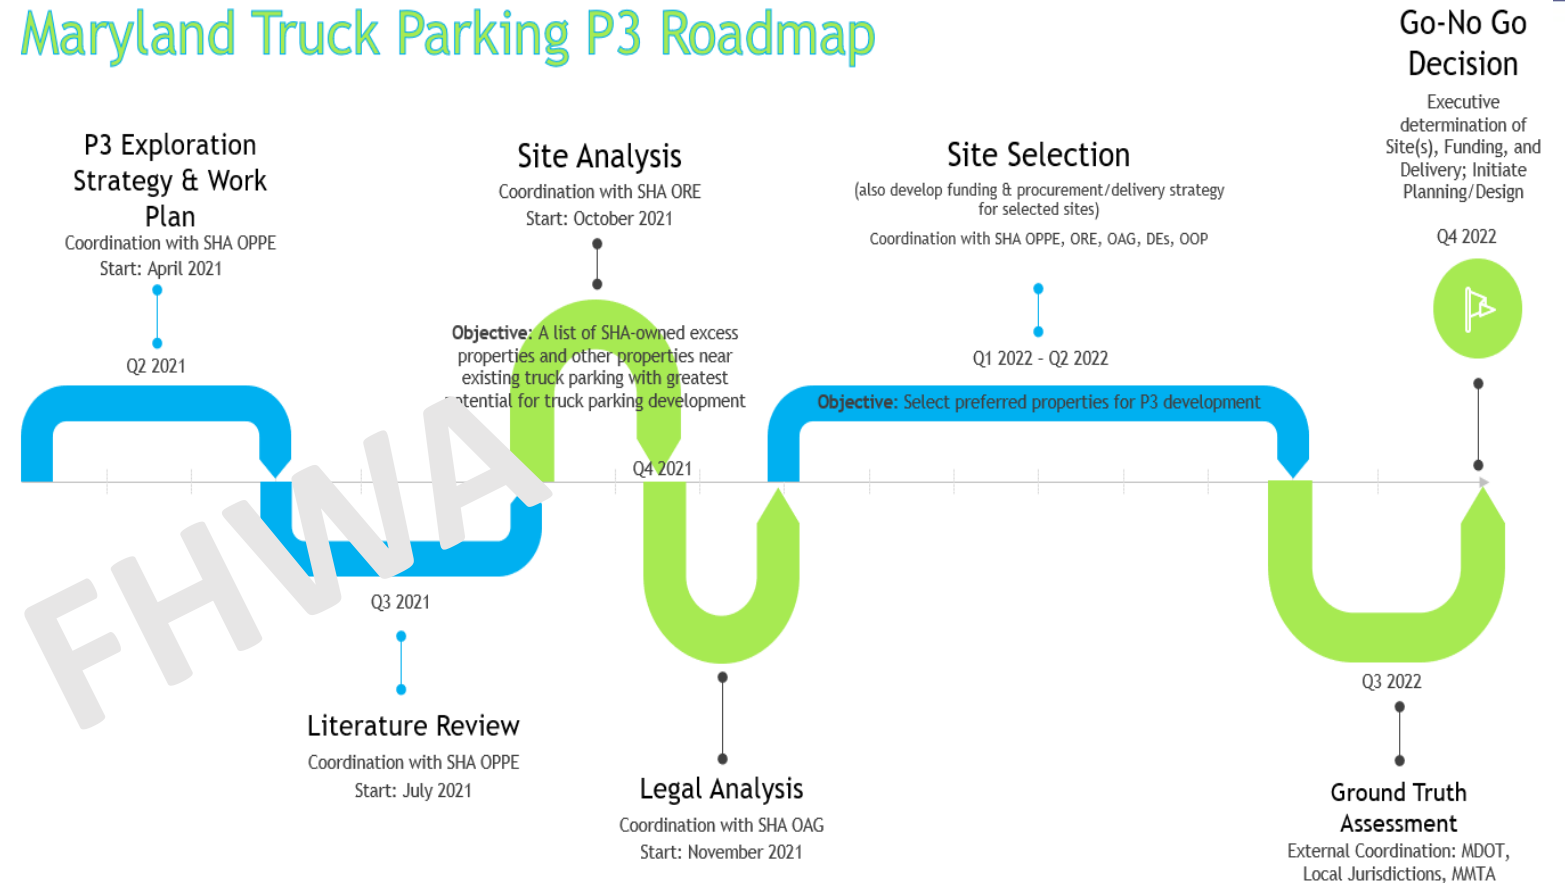 Maryland Truck Parking P3 Roadmap
P3 Exploration
Strategy & Work
Plan
Coordination with SHA OPPE
Start: April 2021
Q2 2021
Q3 2021
Literature Review
Coordination with SHA OPPE
Start: July 2021
Site Analysis
Coordination with SHA ORE
Start: October 2021
Objective: A list of SHA-owned excess
properties and other properties near
existing truck parking with greatest
potential for truck parking development
Q4 2021
Legal Analysis
Coordination with SHA OAG
Start: November 2021
Site Selection
(also develop funding & procurement/delivery strategy
for selected sites)
Coordination with SHA OPPE, ORE, OAG, DEs, OOP
Q1 2022 - Q2 2022
Objective: Select preferred properties for P3 development
Q3 2022
Ground Truth
Assessment
External Coordination: MDOT,
Local Jurisdictions, MMTA
Go-No Go
Decision
Executive
determination of
Site(s), Funding, and
Delivery; Initiate
Planning/Design
Q4 2022
FHWA